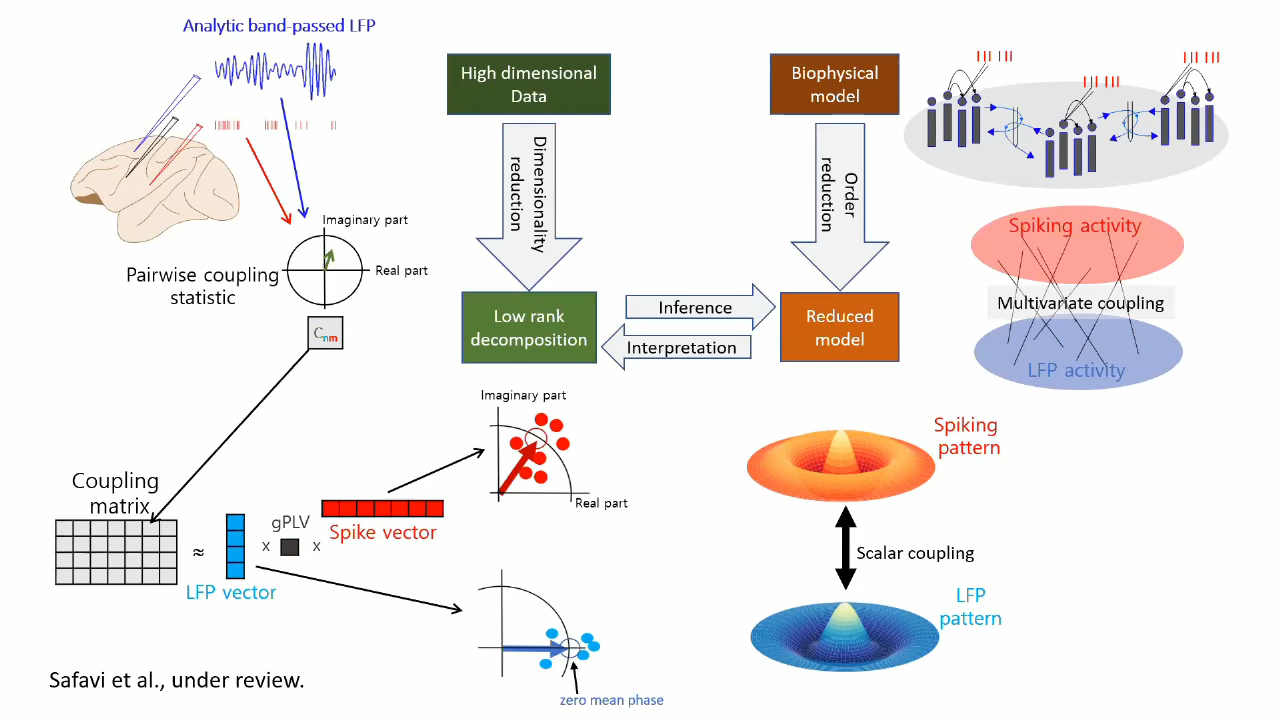 Analytic band-passed LFP
High dimensional
Data
Biophysical
model
Dimensionality
reduction
Order
reduction
Imaginary part
Real part
Pairwise coupling
statistic
Cnm
Low rank
decomposition
Inference
Interpretation
Reduced
model
Spiking activity
Multivariate coupling
LFP activity
Imaginary part
Real part
Coupling
matrix
≈
LFP vector
x
gPLV
x
Spike vector
zero mean phase
Spiking
pattern
Scalar coupling
LFP
pattern
Safavi et al., under review.